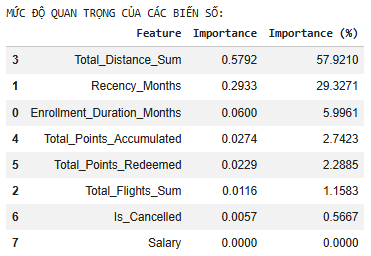 MỨC ĐỘ QUAN TRỌNG CỦA CÁC BIẾN SỐ:
Feature Importance Importance (%)
3 Total_Distance_Sum 0.5792 57.9210
1 Recency_Months 0.2933 29.3271
0 Enrollment_Duration_Months 0.0600 5.9961
4 Total_Points_Accumulated 0.0274 2.7423
5 Total_Points_Redeemed 0.0229 2.2885
2 Total_Flights_Sum 0.0116 1.1583
6 Is_Cancelled 0.0057 0.5667
7 Salary 0.0000 0.0000